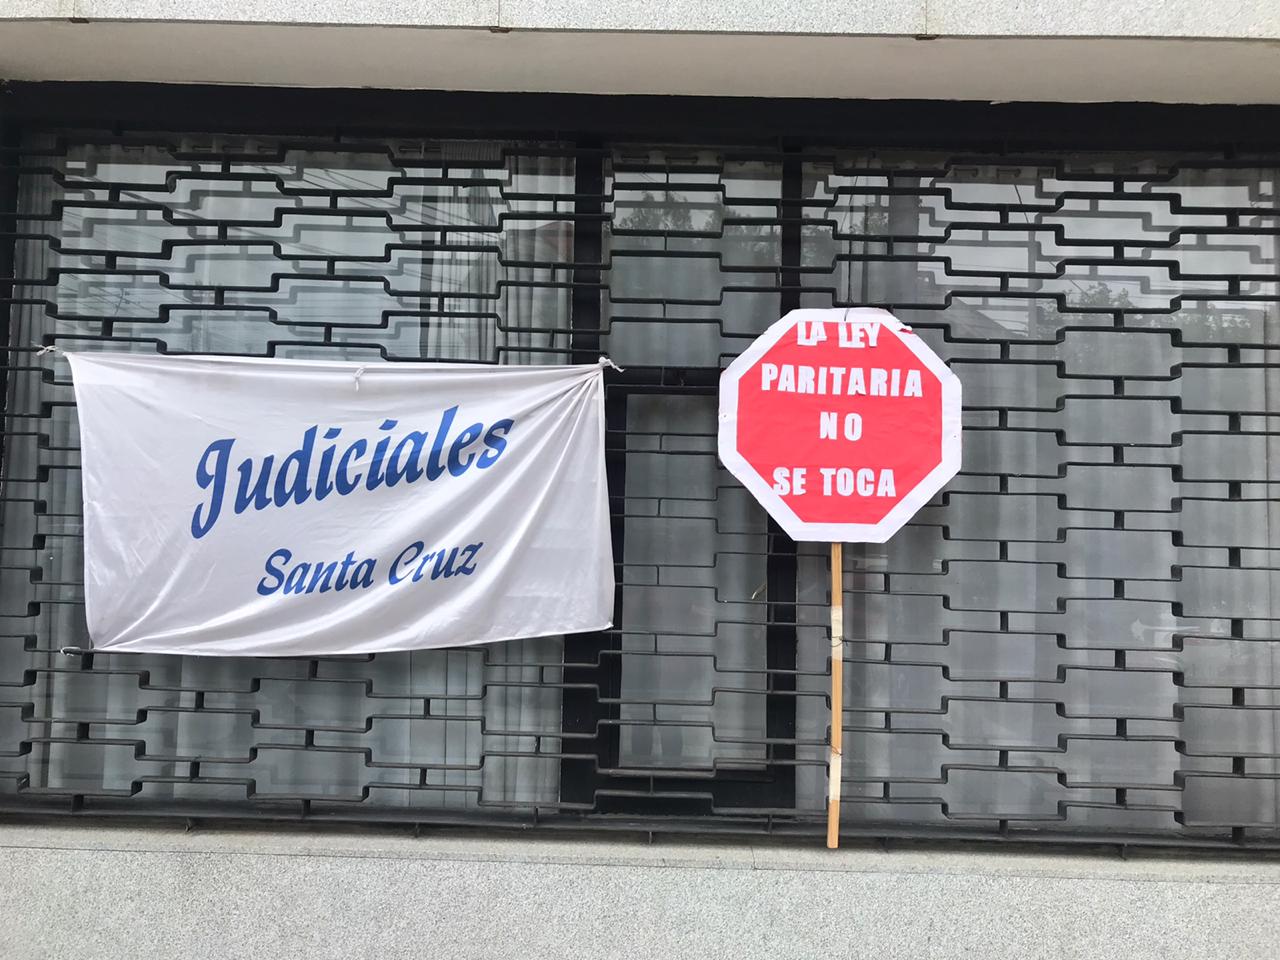 Judiciales
Santa Cruz
LA LEY
PARITARIA
NO
SE TOCA